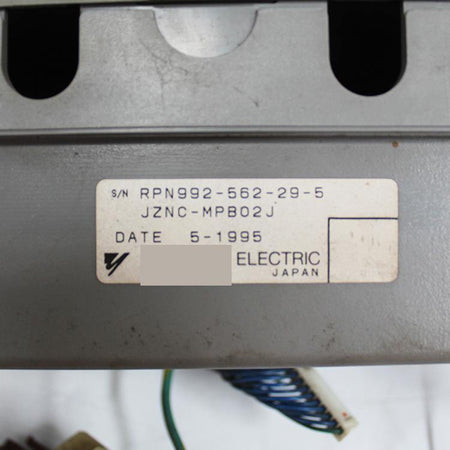 S/N RPN992-562-29-5
JZNC-MPB02J
DATE 5-1995
ELECTRIC
JAPAN